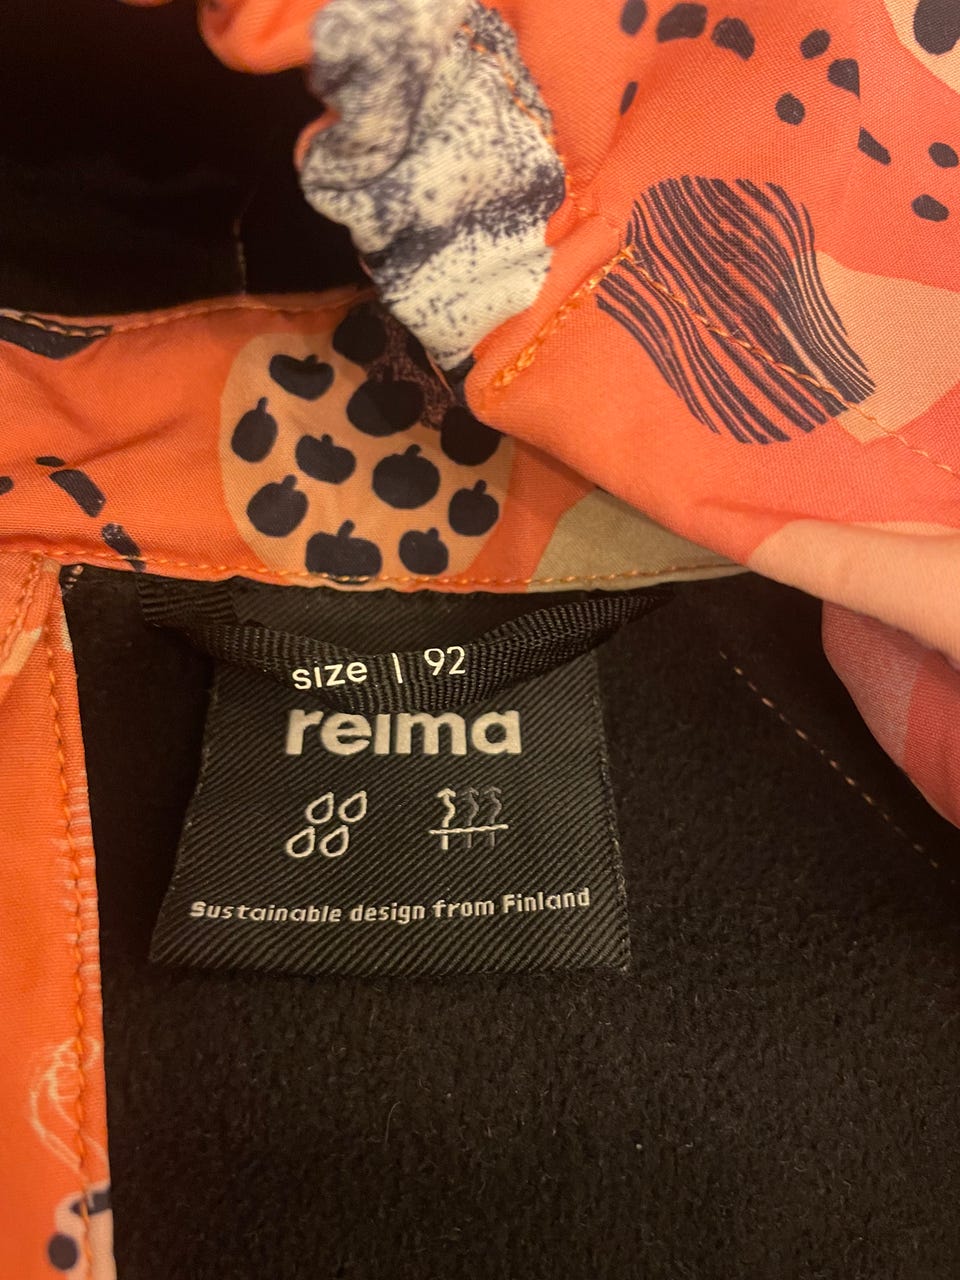 size | 92
reima
Sustainable design from Finland